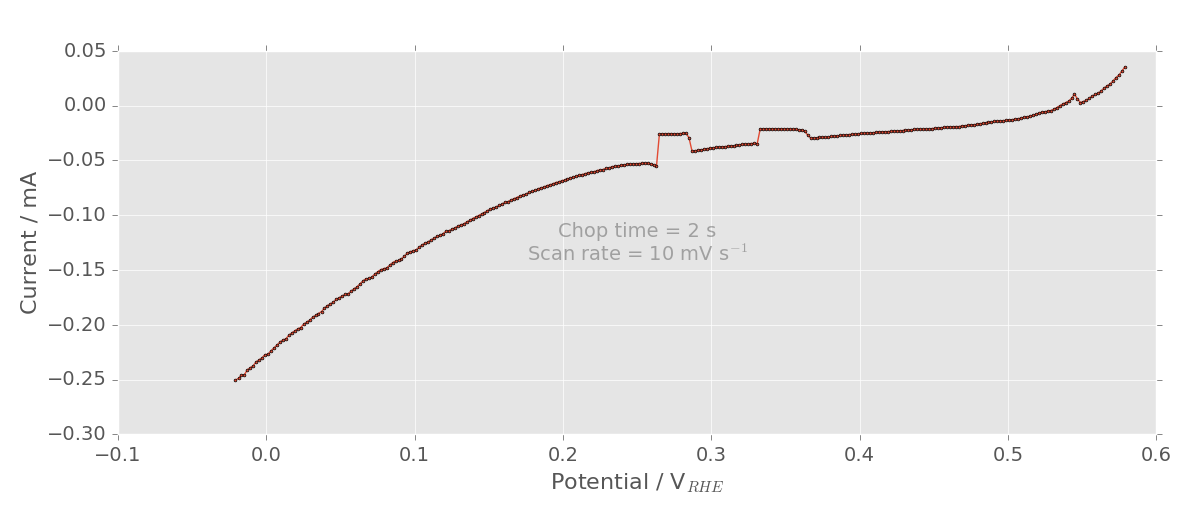 0.05
0.00
−0.05
−0.10
−0.15
−0.20
−0.25
−0.30
Current / mA
Chop time = 2 s
Scan rate = 10 mV s⁻¹
−0.1 0.0 0.1 0.2 0.3 0.4 0.5 0.6
Potential / V_RHE